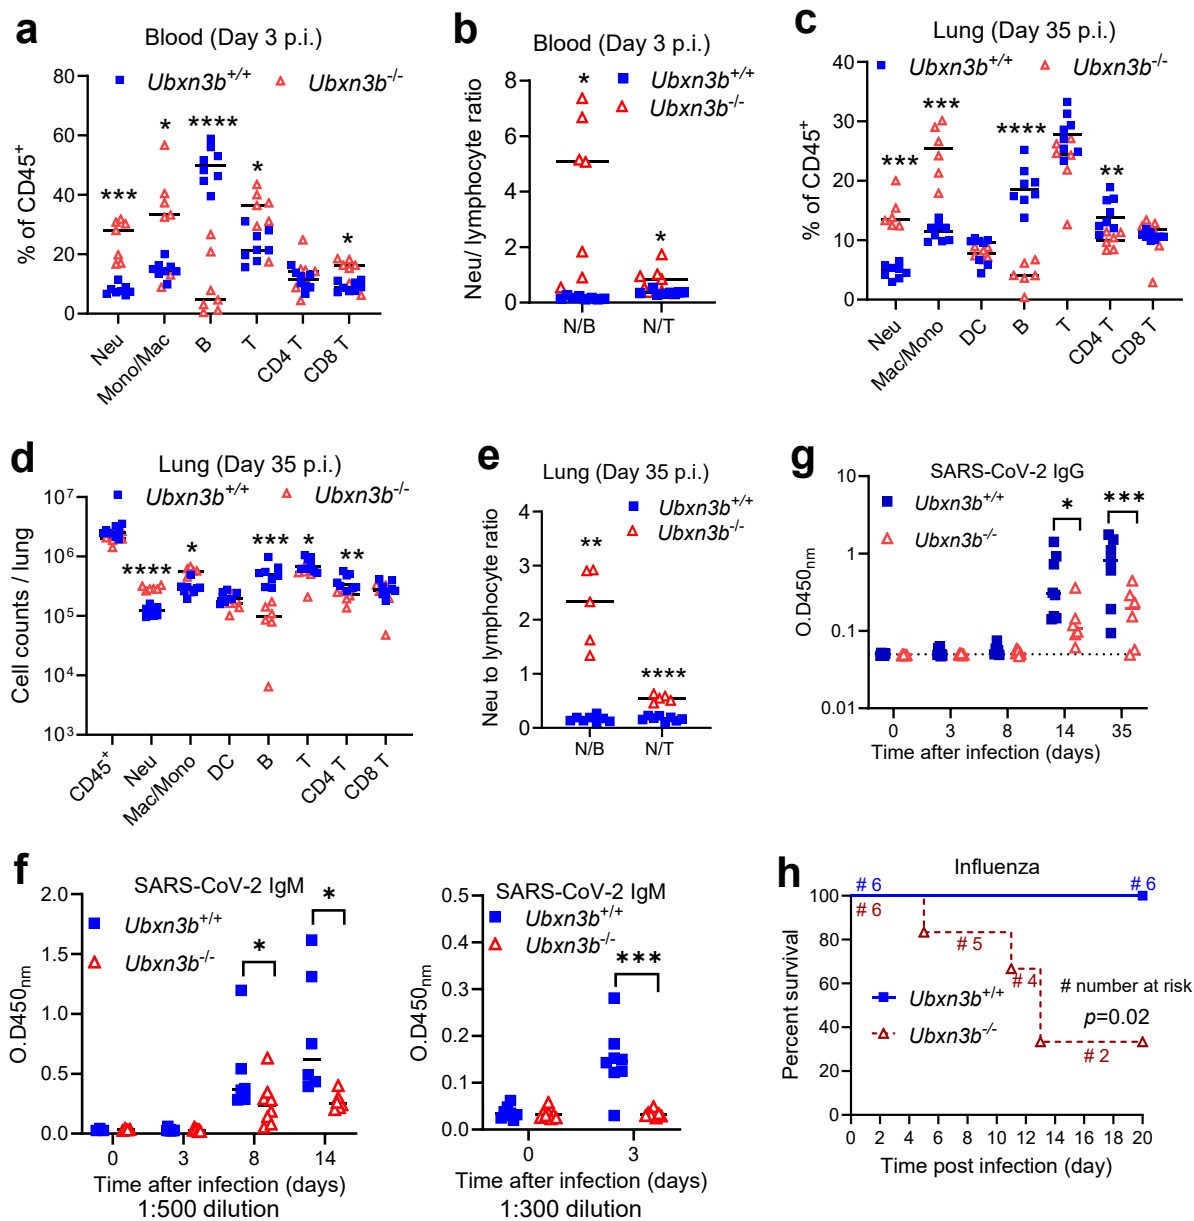 a
Blood (Day 3 p.i.)
Ubxn3b+/+
Ubxn3b-/-
% of CD45+
80
60
40
20
0
***
*
****
*
*
Neu
Mono/Mac
B
T
CD4 T
CD8 T
b
Blood (Day 3 p.i.)
Ubxn3b+/+
Ubxn3b-/-
Neu/ lymphocyte ratio
8
6
4
2
0
*
*
N/B
N/T
c
Lung (Day 35 p.i.)
Ubxn3b+/+
Ubxn3b-/-
% of CD45+
40
30
20
10
0
***
***
****
**
Neu
Mac/Mono
DC
B
T
CD4 T
CD8 T
d
Lung (Day 35 p.i.)
Ubxn3b+/+
Ubxn3b-/-
Cell counts / lung
10^7
10^6
10^5
10^4
10^3
****
*
***
*
**
CD45+
Neu
Mac/Mono
DC
B
T
CD4 T
CD8 T
e
Lung (Day 35 p.i.)
Ubxn3b+/+
Ubxn3b-/-
Neu to lymphocyte ratio
4
3
2
1
0
**
****
N/B
N/T
g
SARS-CoV-2 IgG
Ubxn3b+/+
Ubxn3b-/-
O.D450nm
10
1
0.1
0.01
*
***
0
3
8
14
35
Time after infection (days)
f
SARS-CoV-2 IgM
Ubxn3b+/+
Ubxn3b-/-
O.D450nm
2.0
1.5
1.0
0.5
0.0
*
*
0
3
8
14
Time after infection (days)
1:500 dilution
SARS-CoV-2 IgM
Ubxn3b+/+
Ubxn3b-/-
O.D450nm
0.5
0.4
0.3
0.2
0.1
0.0
***
0
3
Time after infection (days)
1:300 dilution
h
Influenza
# 6
# 6
# 6
# 5
# 4
# 2
# number at risk
p=0.02
Ubxn3b+/+
Ubxn3b-/-
Percent survival
100
80
60
40
20
0
0
2
4
6
8
10
12
14
16
20
Time post infection (day)